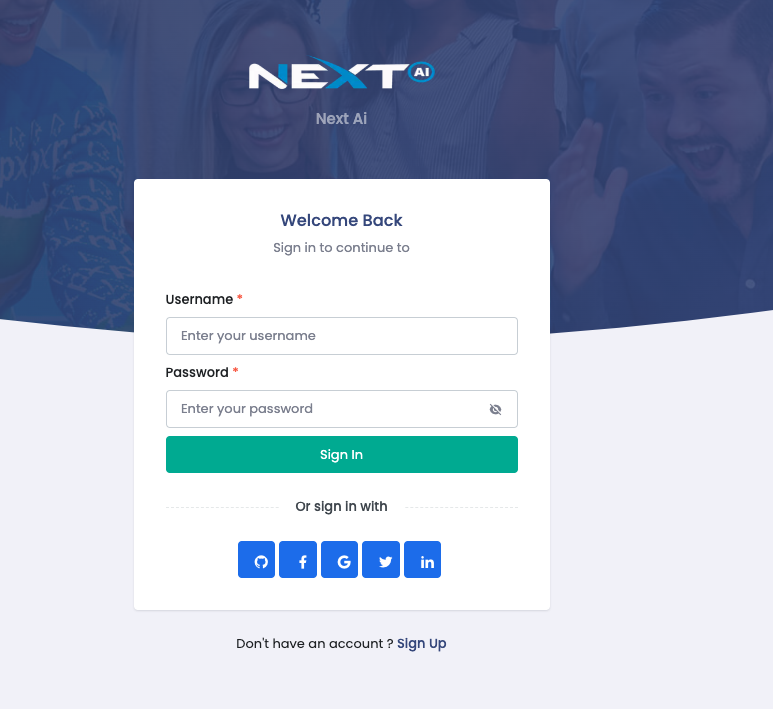 NEXT AI
Next Ai
Welcome Back
Sign in to continue to
Username *
Enter your username
Password *
Enter your password
Sign In
Or sign in with
Don't have an account ? Sign Up